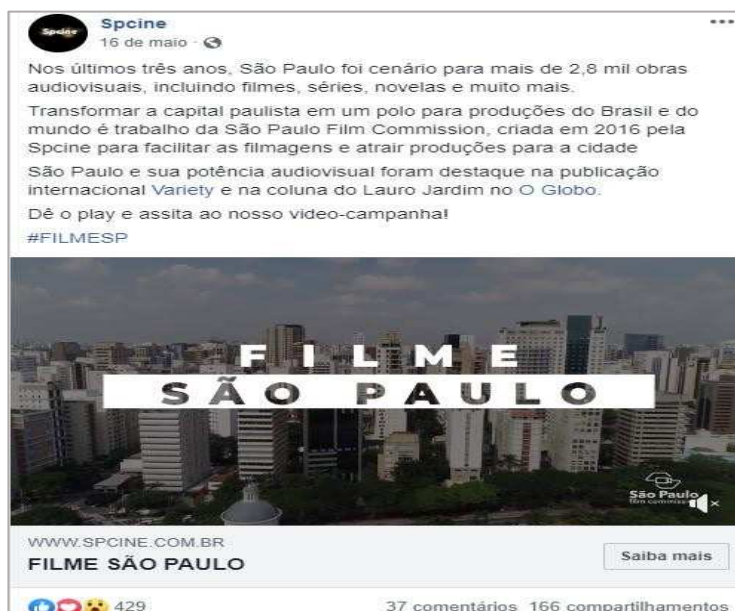 Spcine
Spcine
16 de maio ·
Nos últimos três anos, São Paulo foi cenário para mais de 2,8 mil obras
audiovisuais, incluindo filmes, séries, novelas e muito mais.
Transformar a capital paulista em um polo para produções do Brasil e do
mundo é trabalho da São Paulo Film Commission, criada em 2016 pela
Spcine para facilitar as filmagens e atrair produções para a cidade
São Paulo e sua potência audiovisual foram destaque na publicação
internacional Variety e na coluna do Lauro Jardim no O Globo.
Dê o play e assita ao nosso video-campanha!
#FILMESP
FILME
SÃO PAULO
São Paulo
film commission
WWW.SPCINE.COM.BR
FILME SÃO PAULO
Saiba mais
429
37 comentários 166 compartilhamentos